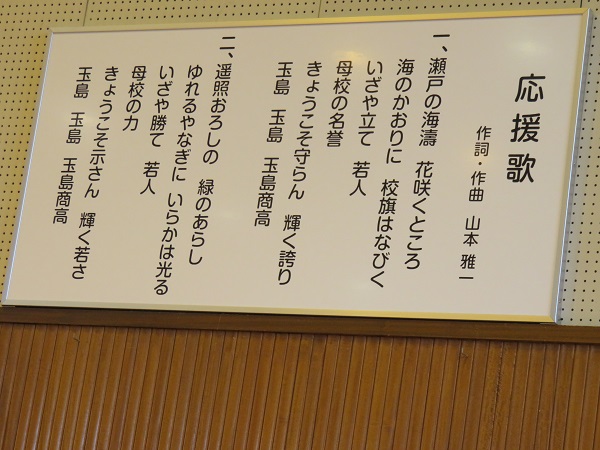 応援歌
作詞・作曲　山本　雅一
一、瀬戸の海濤　花咲くところ
海のかおりに　校旗はなびく
いざや立て　若人
母校の名誉
きょうこそ守らん　輝く誇り
玉島　玉島　玉島商高
二、遥照おろしの　緑のあらし
ゆれるやなぎに　いらかは光る
いざや勝て　若人
母校の力
きょうこそ示さん　輝く若さ
玉島　玉島　玉島商高